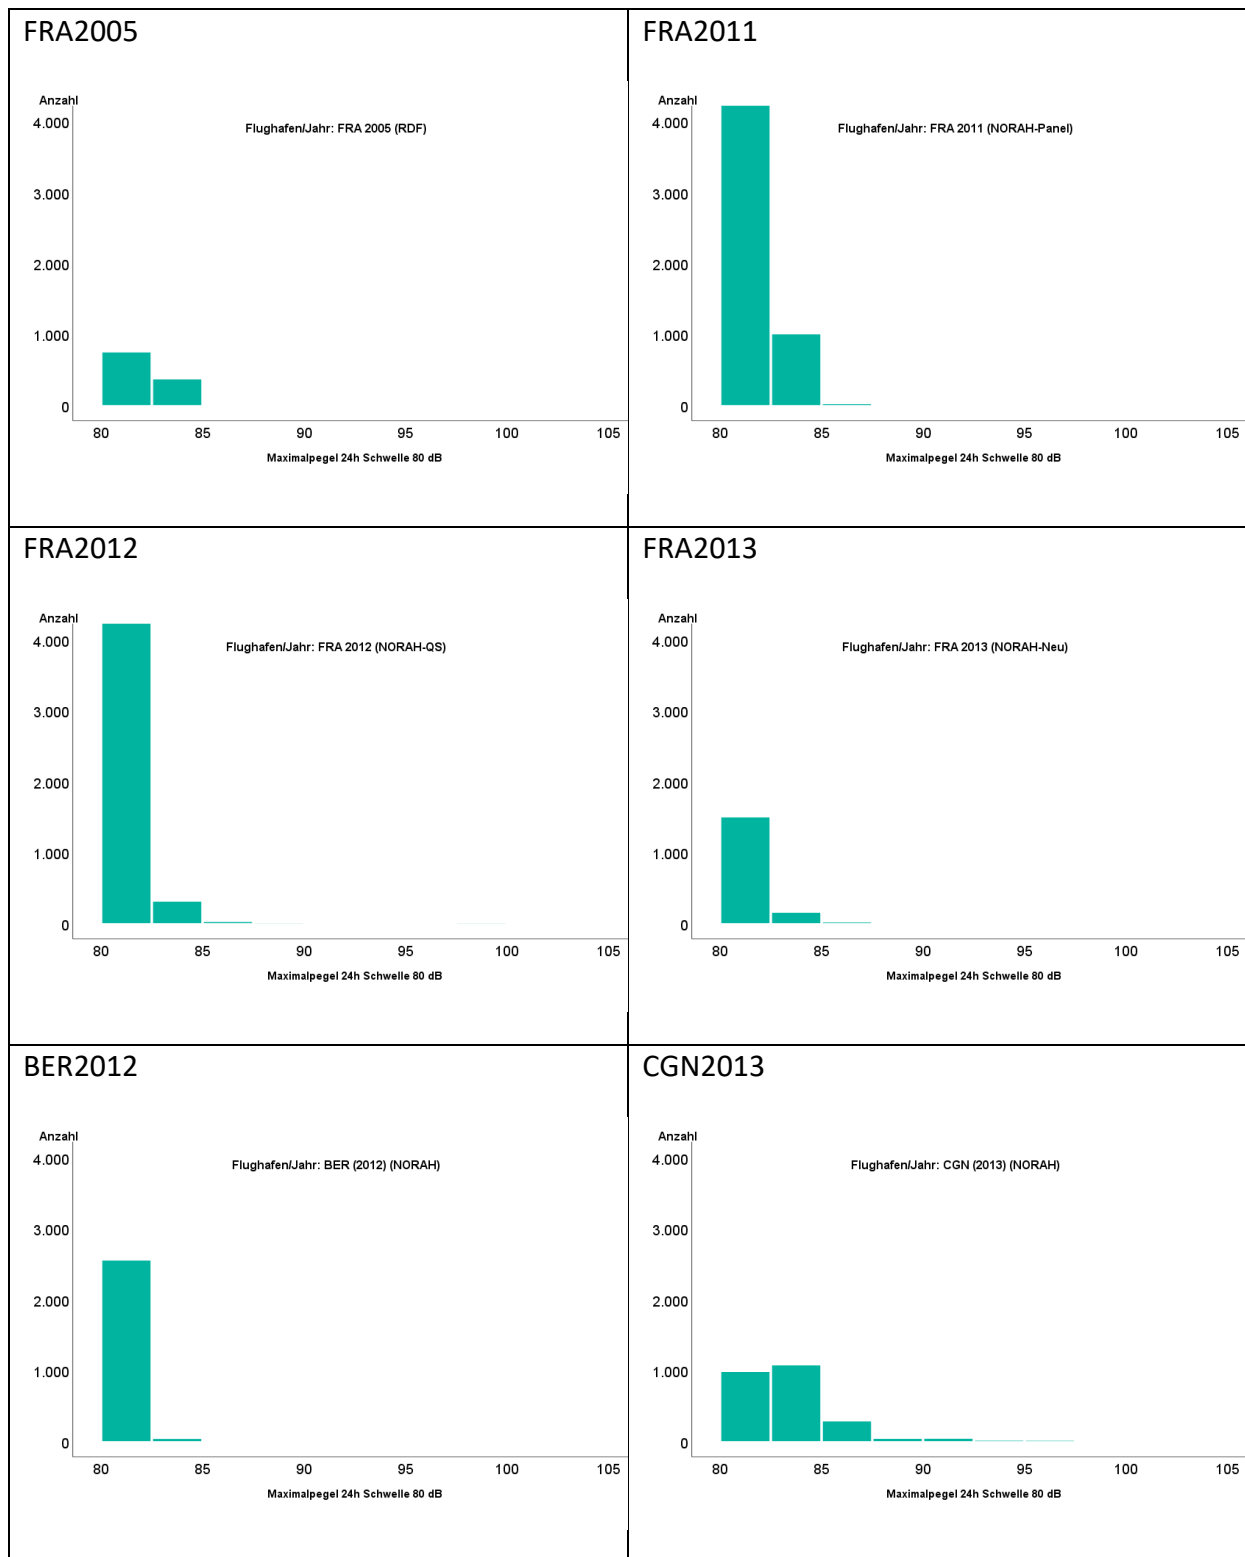 FRA2005
Anzahl
Flughafen/Jahr: FRA 2005 (RDF)
4.000
3.000
2.000
1.000
0
80 85 90 95 100 105
Maximalpegel 24h Schwelle 80 dB
FRA2011
Anzahl
Flughafen/Jahr: FRA 2011 (NORAH-Panel)
4.000
3.000
2.000
1.000
0
80 85 90 95 100 105
Maximalpegel 24h Schwelle 80 dB
FRA2012
Anzahl
Flughafen/Jahr: FRA 2012 (NORAH-QS)
4.000
3.000
2.000
1.000
0
80 85 90 95 100 105
Maximalpegel 24h Schwelle 80 dB
FRA2013
Anzahl
Flughafen/Jahr: FRA 2013 (NORAH-Neu)
4.000
3.000
2.000
1.000
0
80 85 90 95 100 105
Maximalpegel 24h Schwelle 80 dB
BER2012
Anzahl
Flughafen/Jahr: BER (2012) (NORAH)
4.000
3.000
2.000
1.000
0
80 85 90 95 100 105
Maximalpegel 24h Schwelle 80 dB
CGN2013
Anzahl
Flughafen/Jahr: CGN (2013) (NORAH)
4.000
3.000
2.000
1.000
0
80 85 90 95 100 105
Maximalpegel 24h Schwelle 80 dB